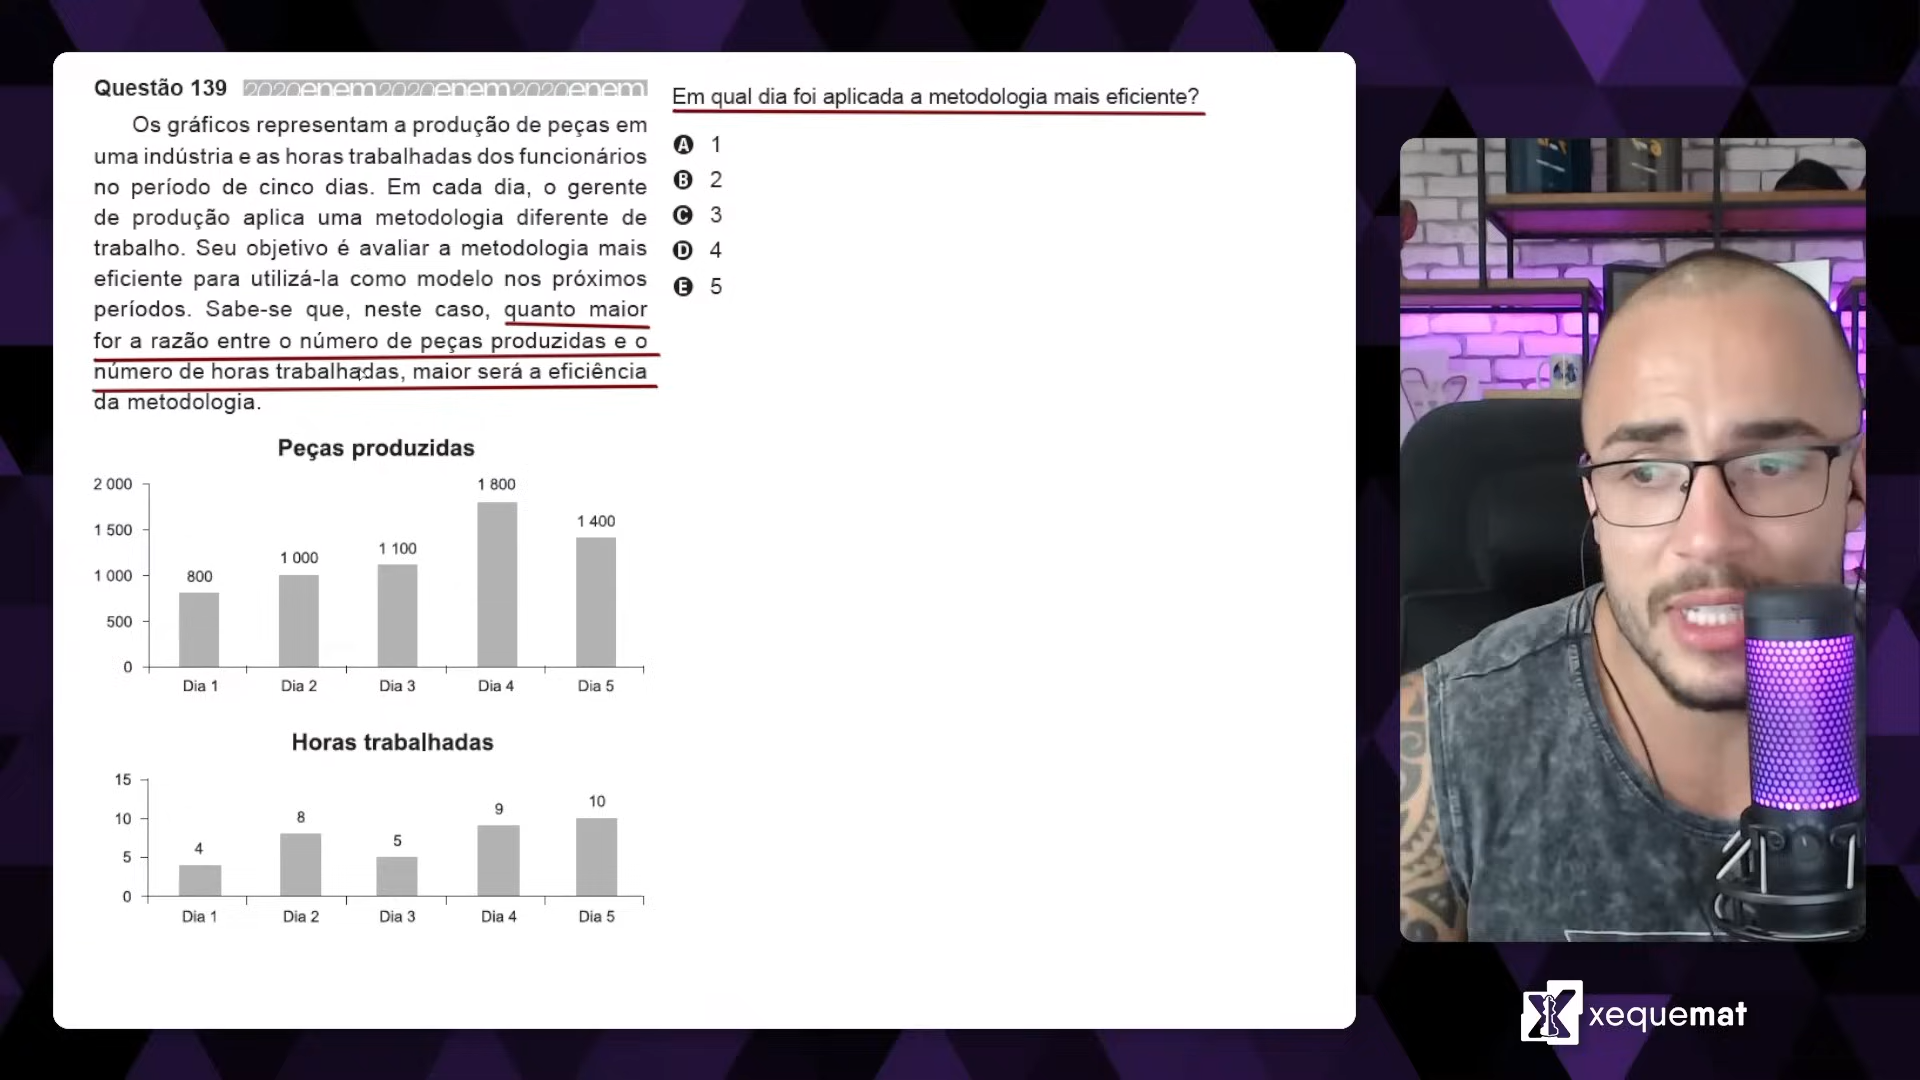 Questão 139 2020enem2020enem2020enem
Os gráficos representam a produção de peças em
uma indústria e as horas trabalhadas dos funcionários
no período de cinco dias. Em cada dia, o gerente
de produção aplica uma metodologia diferente de
trabalho. Seu objetivo é avaliar a metodologia mais
eficiente para utilizá-la como modelo nos próximos
períodos. Sabe-se que, neste caso, quanto maior
for a razão entre o número de peças produzidas e o
número de horas trabalhadas, maior será a eficiência
da metodologia.
Peças produzidas
2 000
1 500
1 000
500
0
800
1 000
1 100
1 800
1 400
Dia 1 Dia 2 Dia 3 Dia 4 Dia 5
Horas trabalhadas
15
10
5
0
4
8
5
9
10
Dia 1 Dia 2 Dia 3 Dia 4 Dia 5
Em qual dia foi aplicada a metodologia mais eficiente?
A 1
B 2
C 3
D 4
E 5
xequemat